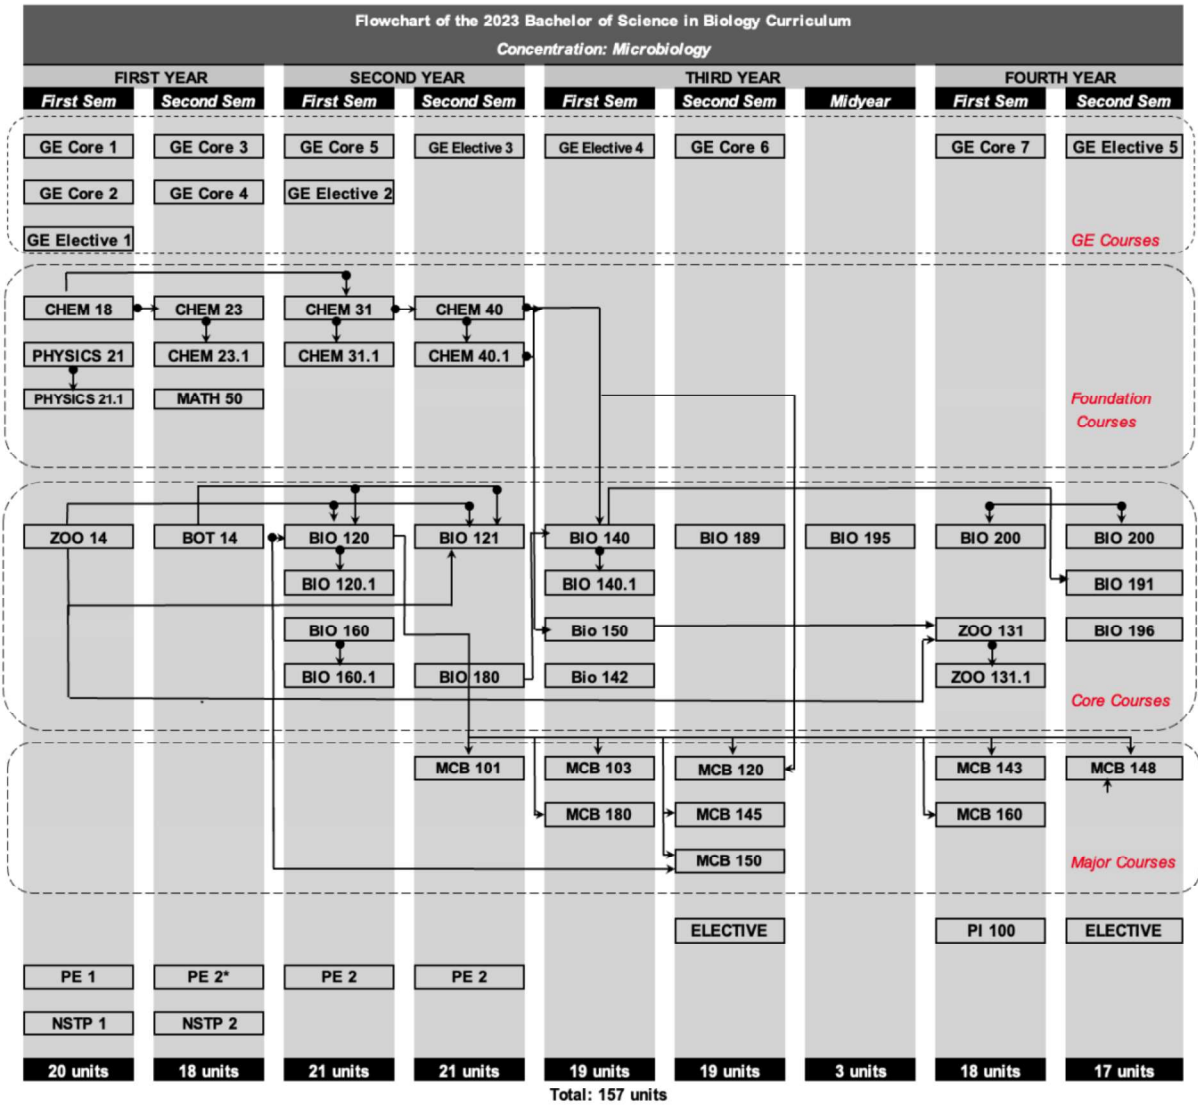 Flowchart of the 2023 Bachelor of Science in Biology Curriculum
Concentration: Microbiology
FIRST YEAR SECOND YEAR THIRD YEAR FOURTH YEAR
First Sem Second Sem First Sem Second Sem First Sem Second Sem Midyear First Sem Second Sem
GE Core 1 GE Core 3 GE Core 5 GE Elective 3 GE Elective 4 GE Core 6 GE Core 7 GE Elective 5
GE Core 2 GE Core 4 GE Elective 2
GE Elective 1 GE Courses
CHEM 18 CHEM 23 CHEM 31 CHEM 40
PHYSICS 21 CHEM 23.1 CHEM 31.1 CHEM 40.1
PHYSICS 21.1 MATH 50 Foundation
Courses
ZOO 14 BOT 14 BIO 120 BIO 121 BIO 140 BIO 189 BIO 195 BIO 200 BIO 200
BIO 120.1 BIO 140.1 BIO 191
BIO 160 Bio 150 ZOO 131 BIO 196
BIO 160.1 BIO 180 Bio 142 ZOO 131.1
Core Courses
MCB 101 MCB 103 MCB 120 MCB 143 MCB 148
MCB 180 MCB 145 MCB 160
MCB 150 Major Courses
ELECTIVE PI 100 ELECTIVE
PE 1 PE 2* PE 2 PE 2
NSTP 1 NSTP 2
20 units 18 units 21 units 21 units 19 units 19 units 3 units 18 units 17 units
Total: 157 units